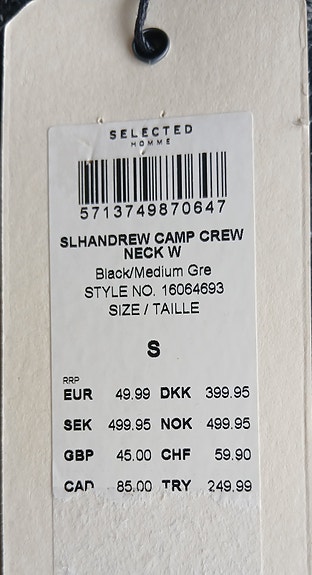 SELECTED
HOMME
5713749870647
SLHANDREW CAMP CREW
NECK W
Black/Medium Gre
STYLE NO. 16064693
SIZE / TAILLE
S
RRP
EUR 49.99 DKK 399.95
SEK 499.95 NOK 499.95
GBP 45.00 CHF 59.90
CAD 85.00 TRY 249.99